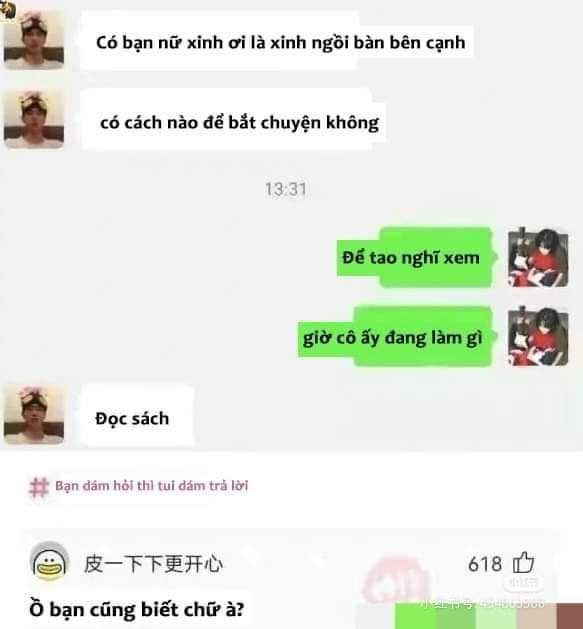 Có bạn nữ xinh ơi là xinh ngồi bàn bên cạnh
có cách nào để bắt chuyện không
13:31
Để tao nghĩ xem
giờ cô ấy đang làm gì
Đọc sách
# Bạn dám hỏi thì tui dám trả lời
皮一下下更开心
618
Ồ bạn cũng biết chữ à?
小红书号: